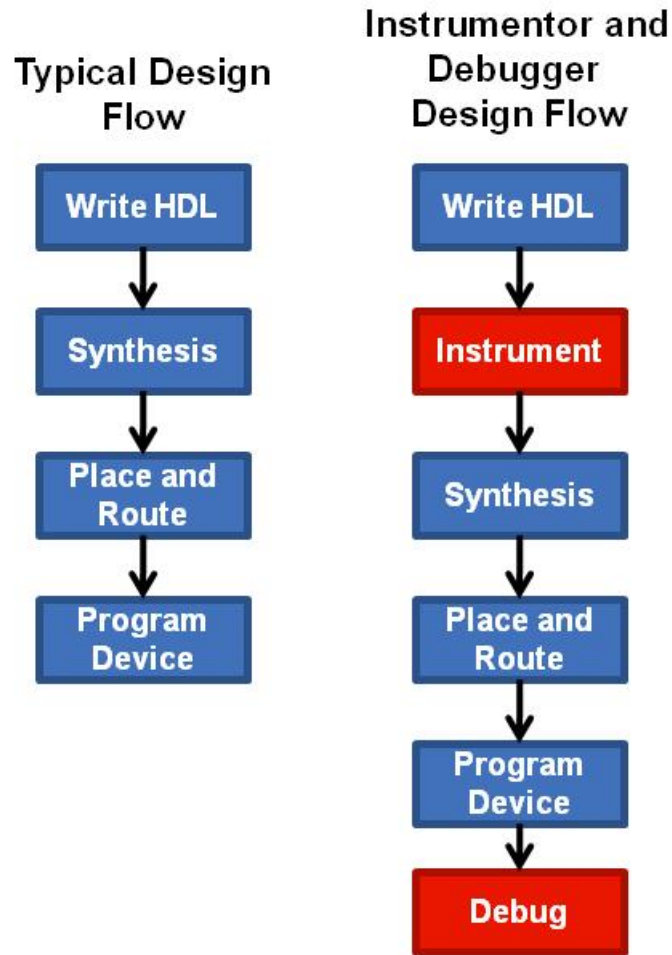 Typical Design
Flow
Write HDL
Synthesis
Place and
Route
Program
Device
Instrumentor and
Debugger
Design Flow
Write HDL
Instrument
Synthesis
Place and
Route
Program
Device
Debug